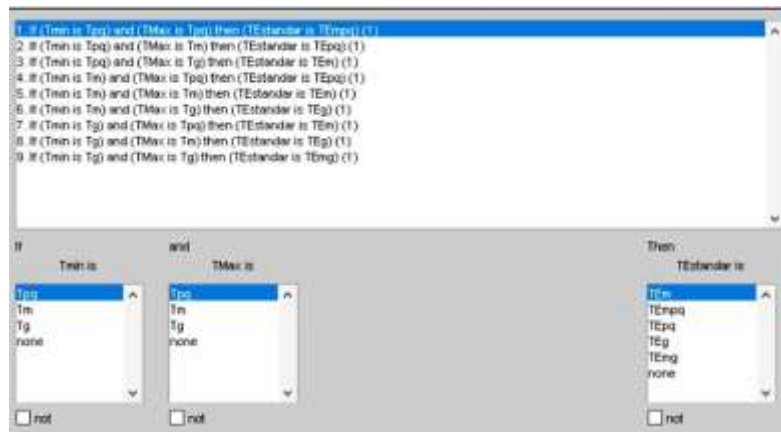 1. If (Tmin is Tpq) and (TMax is Tpq) then (TEstandar is TEmpq) (1)
2. If (Tmin is Tpq) and (TMax is Tm) then (TEstandar is TEpq) (1)
3. If (Tmin is Tpq) and (TMax is Tg) then (TEstandar is TEm) (1)
4. If (Tmin is Tm) and (TMax is Tpq) then (TEstandar is TEpq) (1)
5. If (Tmin is Tm) and (TMax is Tm) then (TEstandar is TEm) (1)
6. If (Tmin is Tm) and (TMax is Tg) then (TEstandar is TEg) (1)
7. If (Tmin is Tg) and (TMax is Tpq) then (TEstandar is TEm) (1)
8. If (Tmin is Tg) and (TMax is Tm) then (TEstandar is TEg) (1)
9. If (Tmin is Tg) and (TMax is Tg) then (TEstandar is TEmg) (1)
If and Then
Tmin is TMax is TEstandar is
Tpq Tpq TEm
Tm Tm TEmpq
Tg Tg TEpq
none none TEg
TEmg
none
not not not